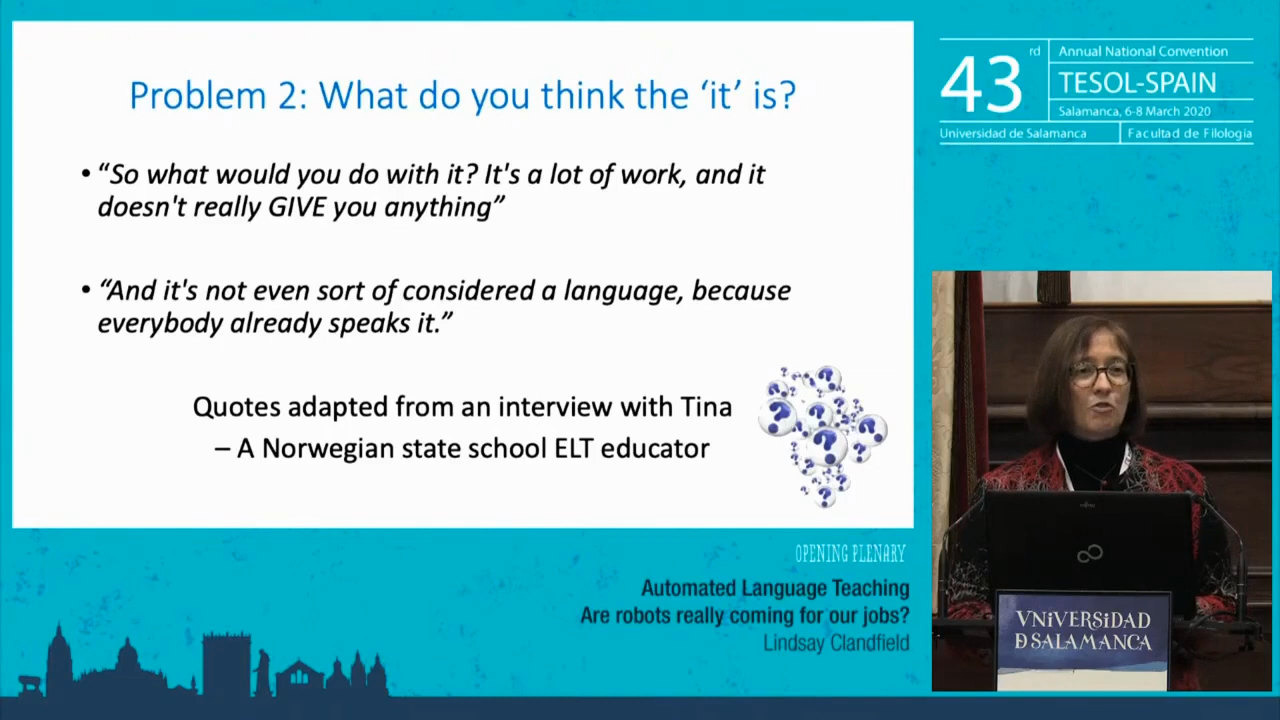 Problem 2: What do you think the ‘it’ is?
• “So what would you do with it? It's a lot of work, and it
doesn't really GIVE you anything”
• “And it's not even sort of considered a language, because
everybody already speaks it.”
Quotes adapted from an interview with Tina
– A Norwegian state school ELT educator
43rd
Annual National Convention
TESOL-SPAIN
Salamanca, 6-8 March 2020
Universidad de Salamanca
Facultad de Filología
OPENING PLENARY
Automated Language Teaching
Are robots really coming for our jobs?
Lindsay Clandfield
VNiVERSiDAD
D SALAMANCA